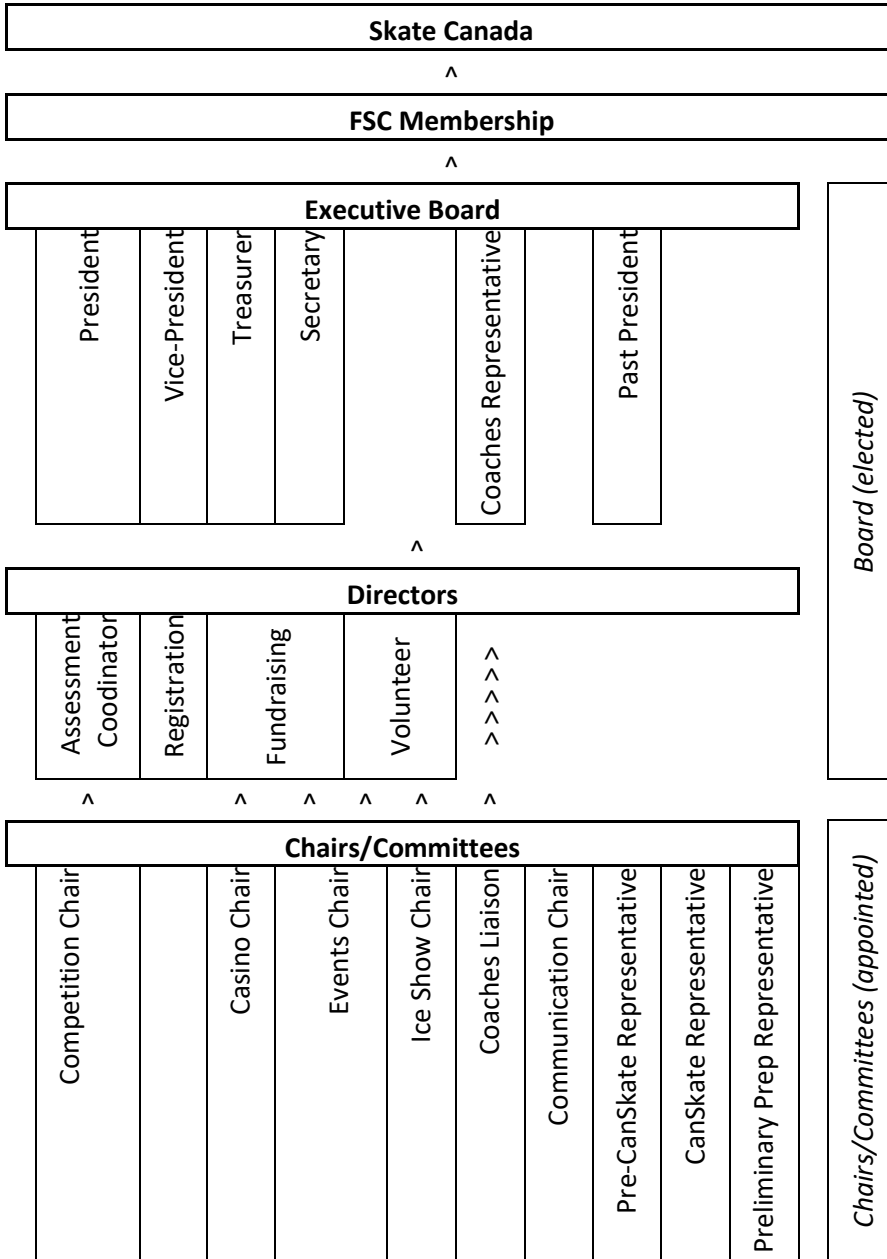 Skate Canada
^
FSC Membership
^
Executive Board
President
Vice-President
Treasurer
Secretary
Coaches Representative
Past President
Board (elected)
^
Directors
Assessment
Coodinator
Registration
Fundraising
Volunteer
> > > > > >
^ ^ ^ ^ ^ ^
Chairs/Committees
Competition Chair
Casino Chair
Events Chair
Ice Show Chair
Coaches Liaison
Communication Chair
Pre-CanSkate Representative
CanSkate Representative
Preliminary Prep Representative
Chairs/Committees (appointed)